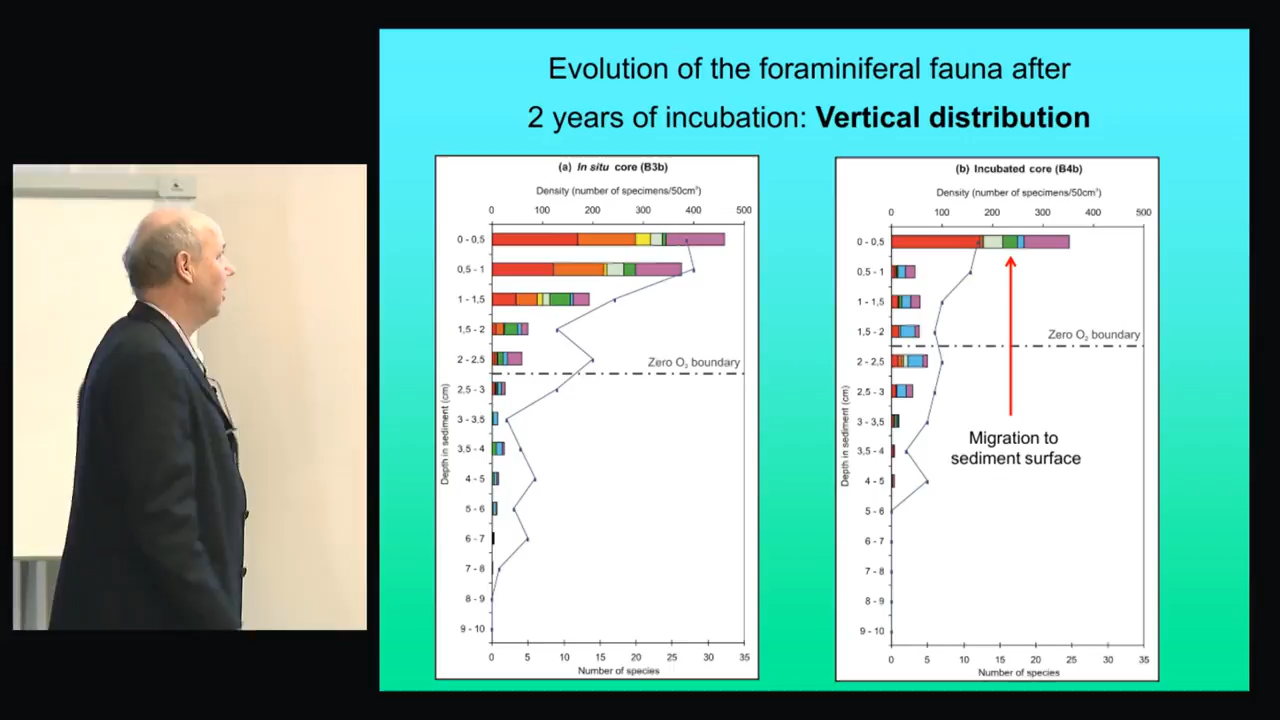 Evolution of the foraminiferal fauna after
2 years of incubation: Vertical distribution
(a) In situ core (B3b)
Density (number of specimens/50cm³)
0 100 200 300 400 500
0 - 0,5
0,5 - 1
1 - 1,5
1,5 - 2
2 - 2,5
Zero O₂ boundary
2,5 - 3
3 - 3,5
3,5 - 4
4 - 5
5 - 6
6 - 7
7 - 8
8 - 9
9 - 10
Depth in sediment (cm)
0 5 10 15 20 25 30 35
Number of species
(b) Incubated core (B4b)
Density (number of specimens/50cm³)
0 100 200 300 400 500
0 - 0,5
0,5 - 1
1 - 1,5
1,5 - 2
Zero O₂ boundary
2 - 2,5
2,5 - 3
3 - 3,5
Migration to
sediment surface
3,5 - 4
4 - 5
5 - 6
6 - 7
7 - 8
8 - 9
9 - 10
Depth in sediment (cm)
0 5 10 15 20 25 30 35
Number of species